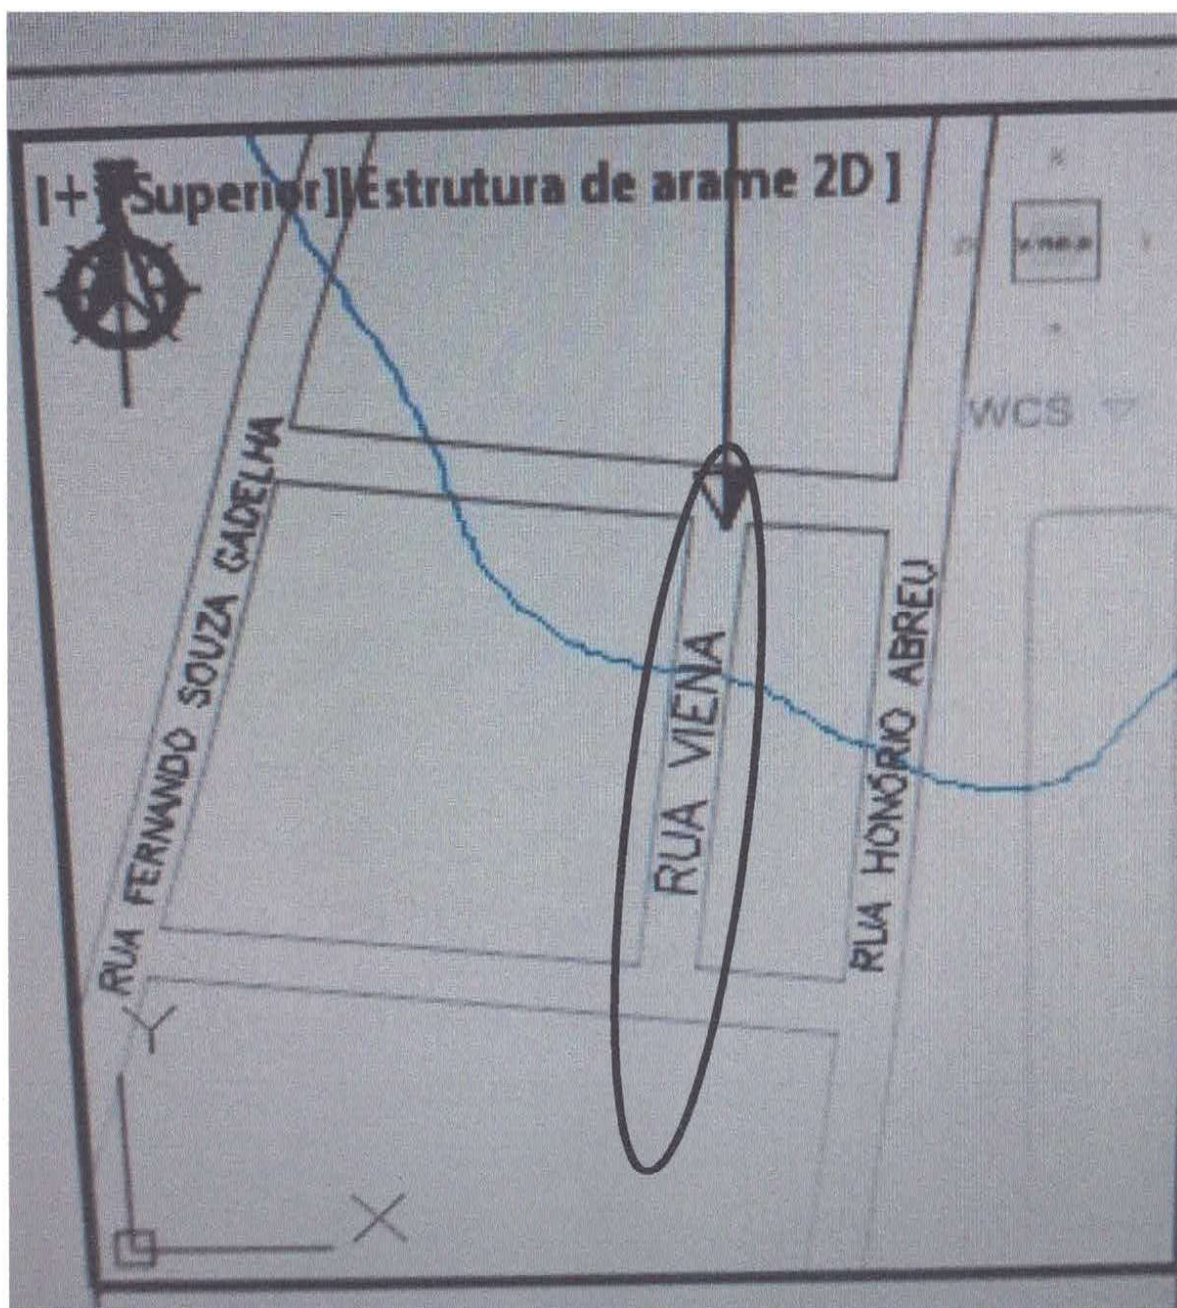 [+] [Superior] [Estrutura de arame 2D ]
WCS
RUA FERNANDO SOUZA GADELHA
RUA VIENA
RUA HONÓRIO ABREU
Y
X